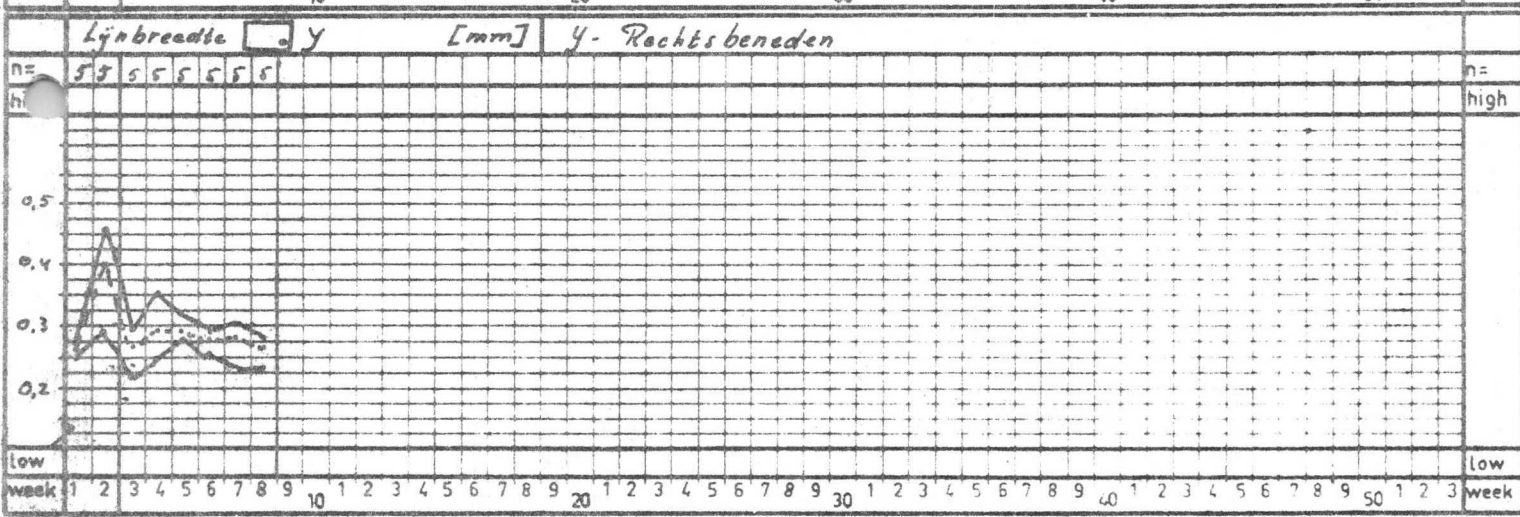 Lijnbreedte . y [mm] y- Rechtsbeneden
n= 5 5 5 5 5 5 5 5 n=
high
0,5
0,4
0,3
0,2
low low
week 1 2 3 4 5 6 7 8 9 10 1 2 3 4 5 6 7 8 9 20 1 2 3 4 5 6 7 8 9 30 1 2 3 4 5 6 7 8 9 40 1 2 3 4 5 6 7 8 9 50 1 2 3 week